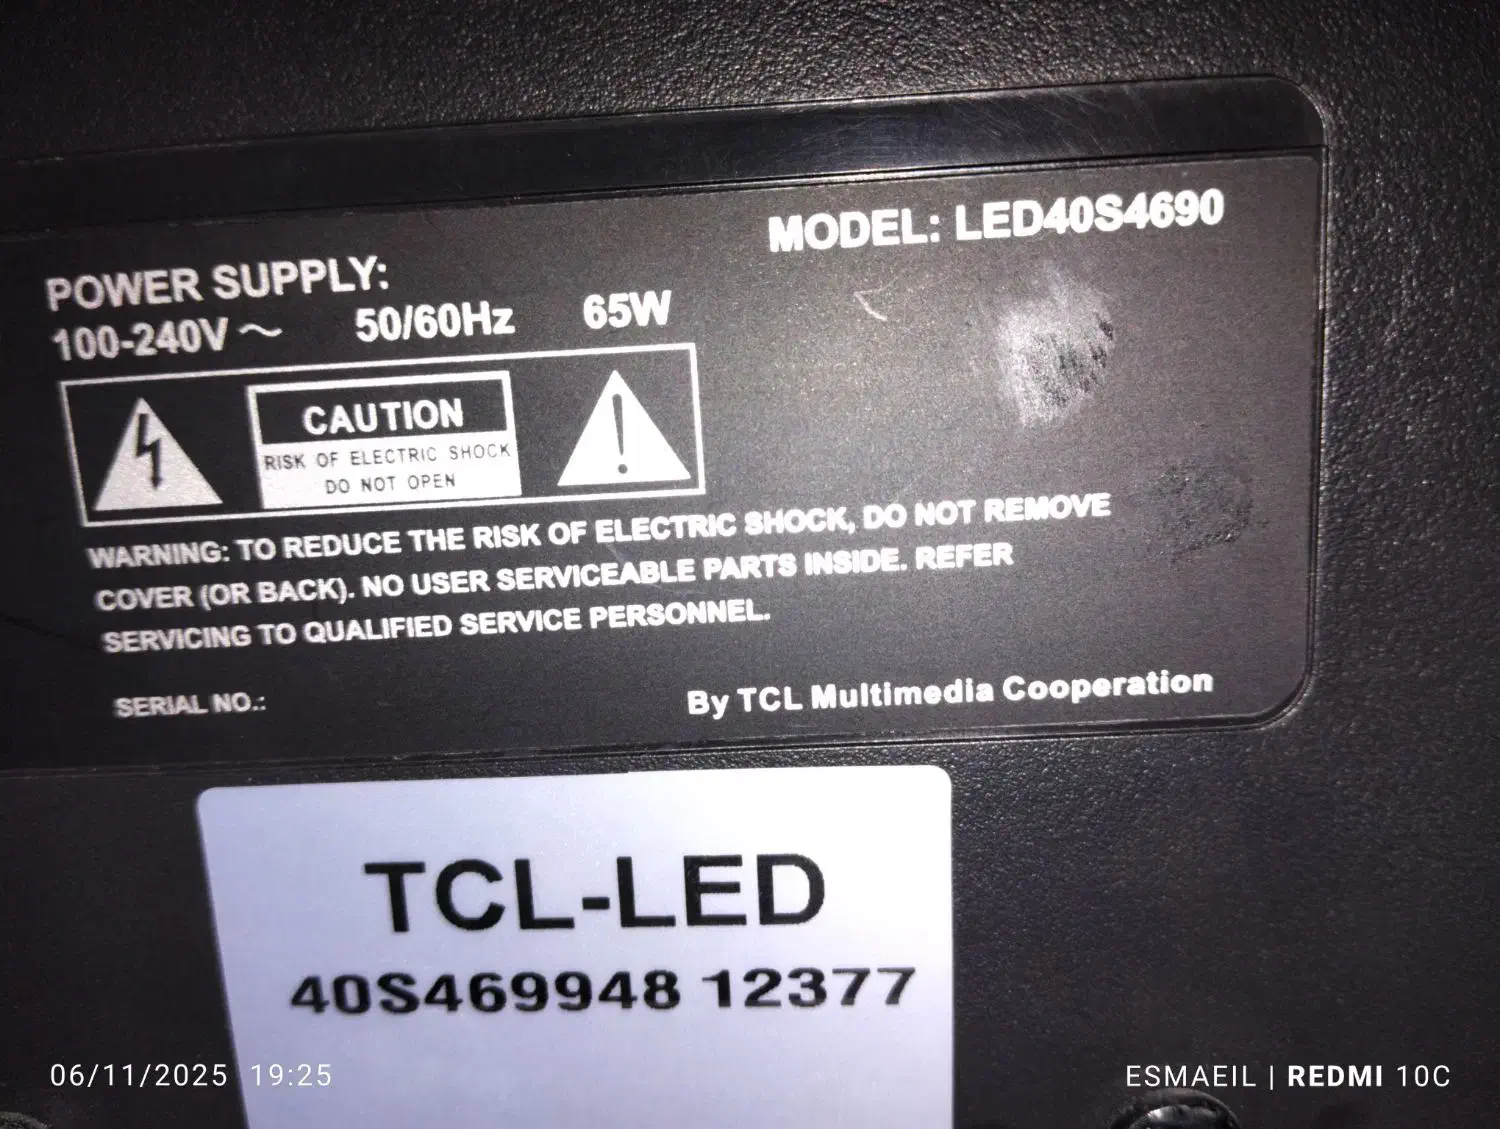 MODEL: LED40S4690
POWER SUPPLY:
100-240V ~ 50/60Hz 65W
CAUTION
RISK OF ELECTRIC SHOCK
DO NOT OPEN
WARNING: TO REDUCE THE RISK OF ELECTRIC SHOCK, DO NOT REMOVE
COVER (OR BACK). NO USER SERVICEABLE PARTS INSIDE. REFER
SERVICING TO QUALIFIED SERVICE PERSONNEL.
SERIAL NO.:
By TCL Multimedia Cooperation
TCL-LED
40S469948 12377
06/11/2025 19:25
ESMAEIL | REDMI 10C